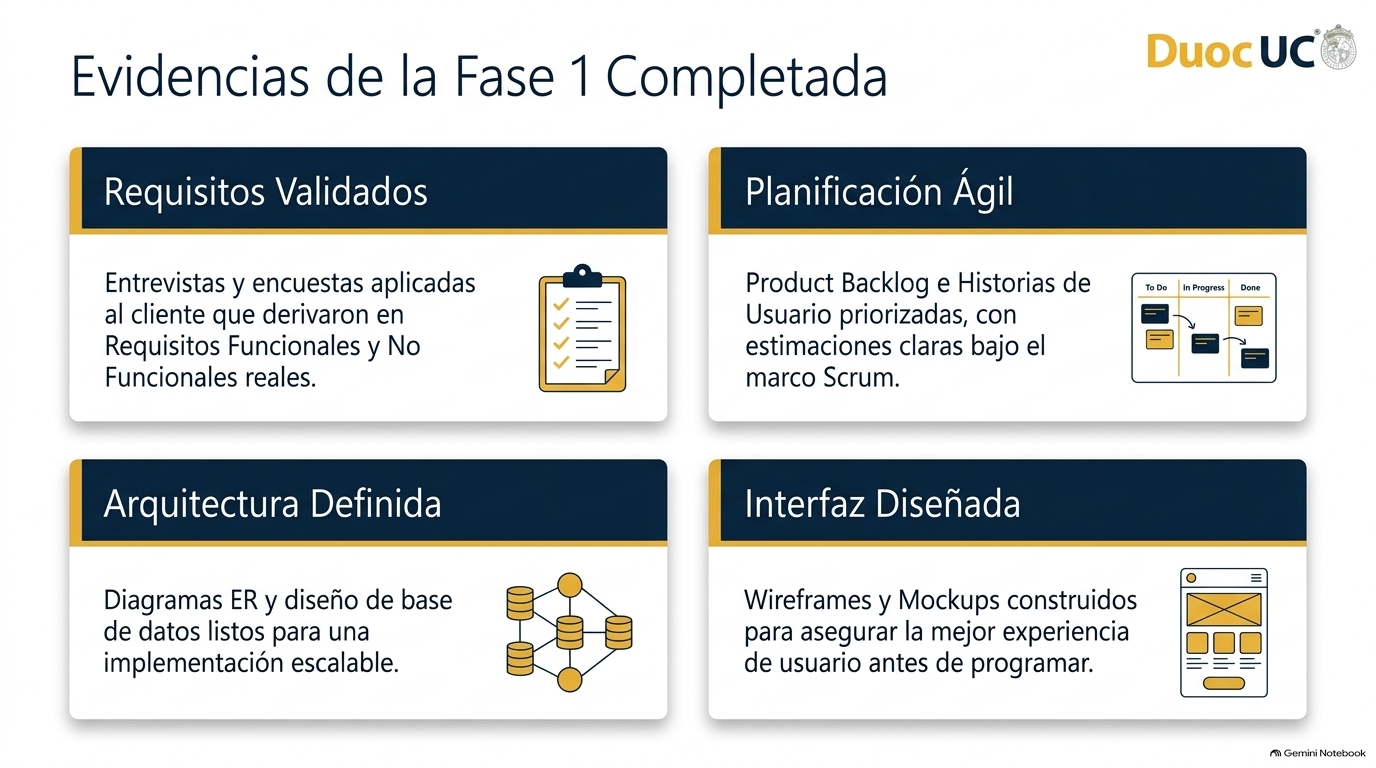 Evidencias de la Fase 1 Completada
Duoc UC®
Requisitos Validados
Entrevistas y encuestas aplicadas
al cliente que derivaron en
Requisitos Funcionales y No
Funcionales reales.
Planificación Ágil
Product Backlog e Historias de
Usuario priorizadas, con
estimaciones claras bajo el
marco Scrum.
To Do In Progress Done
Arquitectura Definida
Diagramas ER y diseño de base
de datos listos para una
implementación escalable.
Interfaz Diseñada
Wireframes y Mockups construidos
para asegurar la mejor experiencia
de usuario antes de programar.
Gemini Notebook